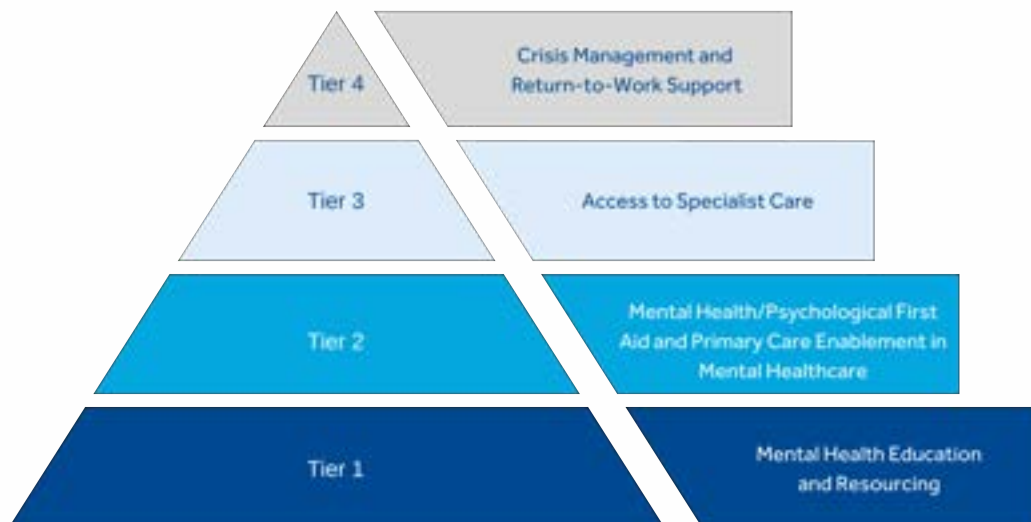 Tier 4
Crisis Management and
Return-to-Work Support
Tier 3
Access to Specialist Care
Tier 2
Mental Health/Psychological First
Aid and Primary Care Enablement in
Mental Healthcare
Tier 1
Mental Health Education
and Resourcing